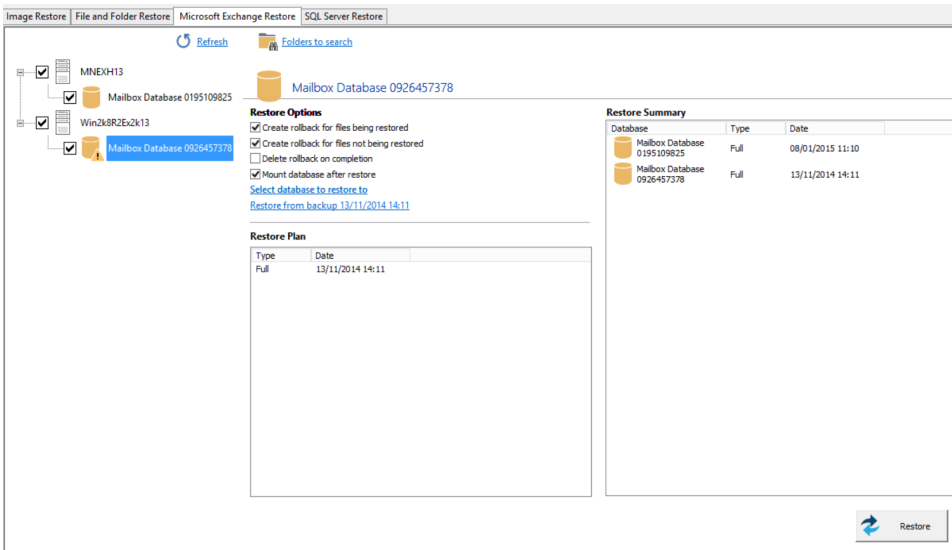 Image Restore File and Folder Restore Microsoft Exchange Restore SQL Server Restore
Refresh Folders to search
MNEXH13
Mailbox Database 0195109825
Win2k8R2Ex2k13
Mailbox Database 0926457378
Mailbox Database 0926457378
Restore Options
Create rollback for files being restored
Create rollback for files not being restored
Delete rollback on completion
Mount database after restore
Select database to restore to
Restore from backup 13/11/2014 14:11
Restore Plan
Type Date
Full 13/11/2014 14:11
Restore Summary
Database Type Date
Mailbox Database
0195109825 Full 08/01/2015 11:10
Mailbox Database
0926457378 Full 13/11/2014 14:11
Restore